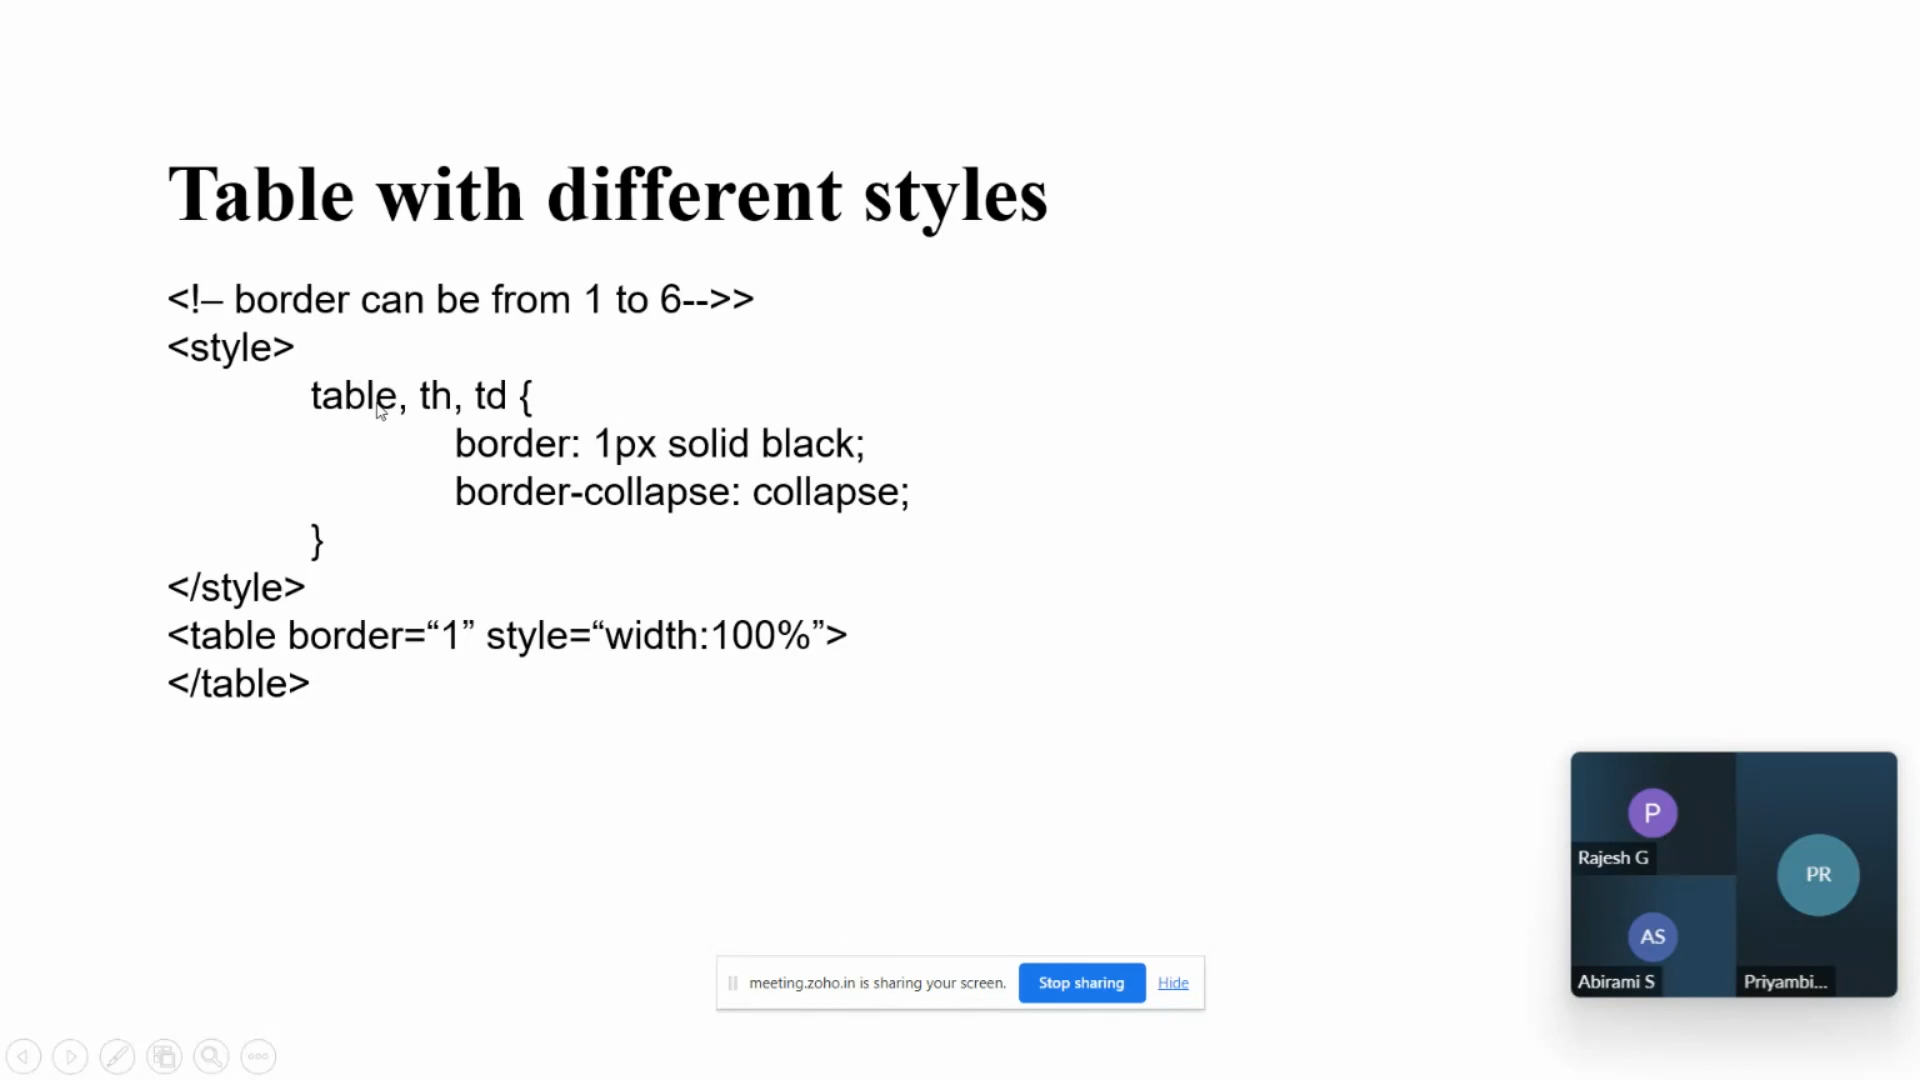 Table with different styles
<!– border can be from 1 to 6-->>
<style>
table, th, td {
border: 1px solid black;
border-collapse: collapse;
}
</style>
<table border=“1” style=“width:100%”>
</table>
P
Rajesh G
PR
AS
Abirami S
Priyambi...
meeting.zoho.in is sharing your screen.
Stop sharing
Hide